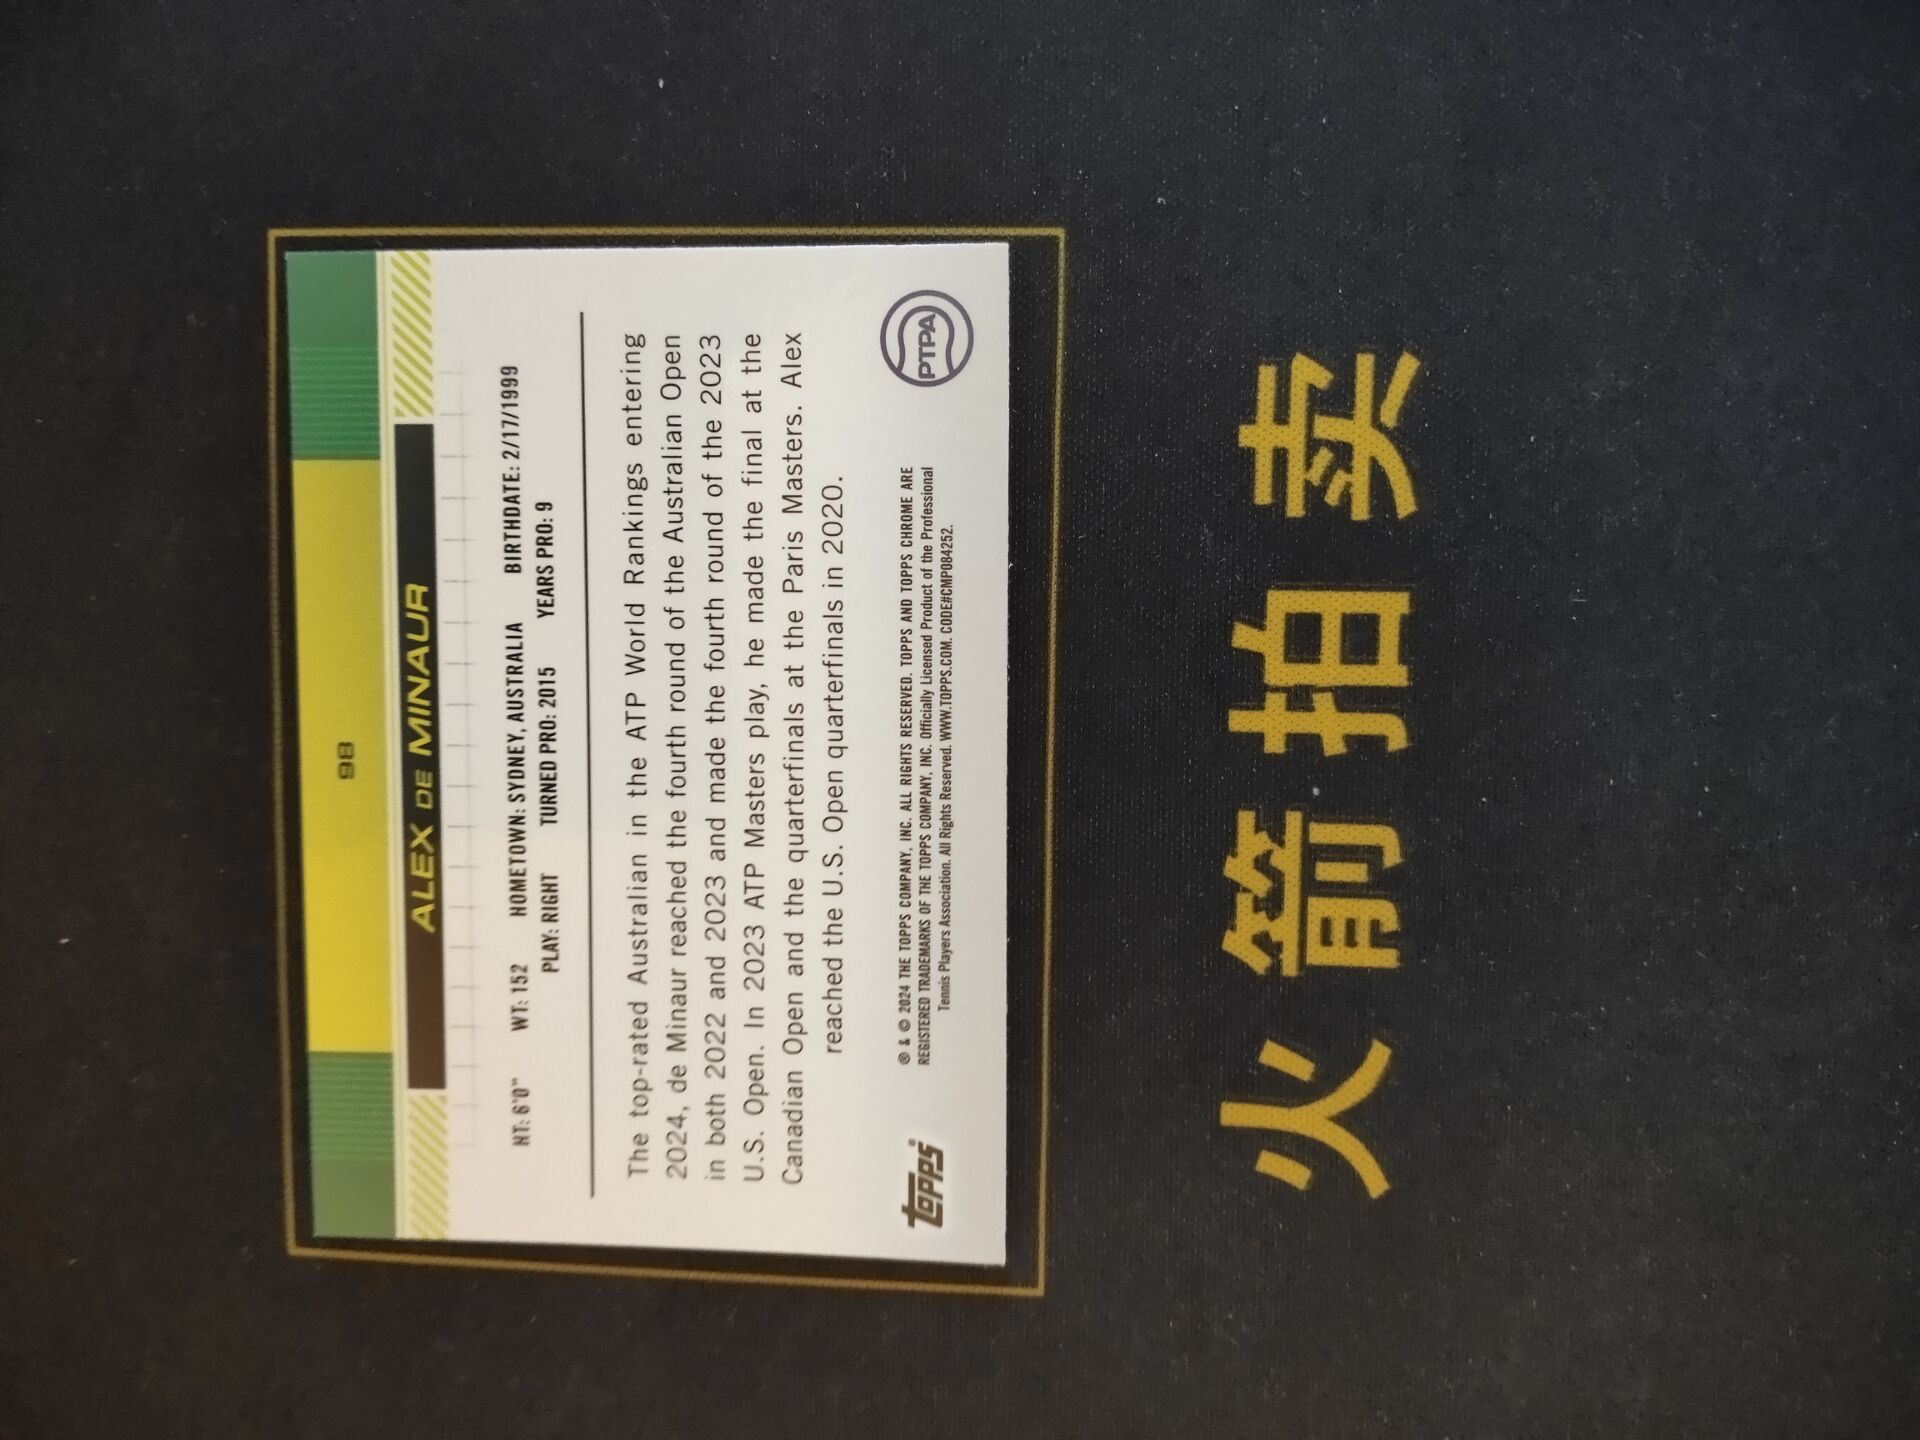 98
ALEX DE MINAUR
HT: 6'0" WT: 152 HOMETOWN: SYDNEY, AUSTRALIA BIRTHDATE: 2/17/1999
PLAY: RIGHT TURNED PRO: 2015 YEARS PRO: 9
The top-rated Australian in the ATP World Rankings entering
2024, de Minaur reached the fourth round of the Australian Open
in both 2022 and 2023 and made the fourth round of the 2023
U.S. Open. In 2023 ATP Masters play, he made the final at the
Canadian Open and the quarterfinals at the Paris Masters. Alex
reached the U.S. Open quarterfinals in 2020.
topps®
® & © 2024 THE TOPPS COMPANY, INC. ALL RIGHTS RESERVED. TOPPS AND TOPPS CHROME ARE
REGISTERED TRADEMARKS OF THE TOPPS COMPANY, INC. Officially Licensed Product of the Professional
Tennis Players Association. All Rights Reserved. WWW.TOPPS.COM. CODE#CMP084252.
PTPA
火箭拍卖